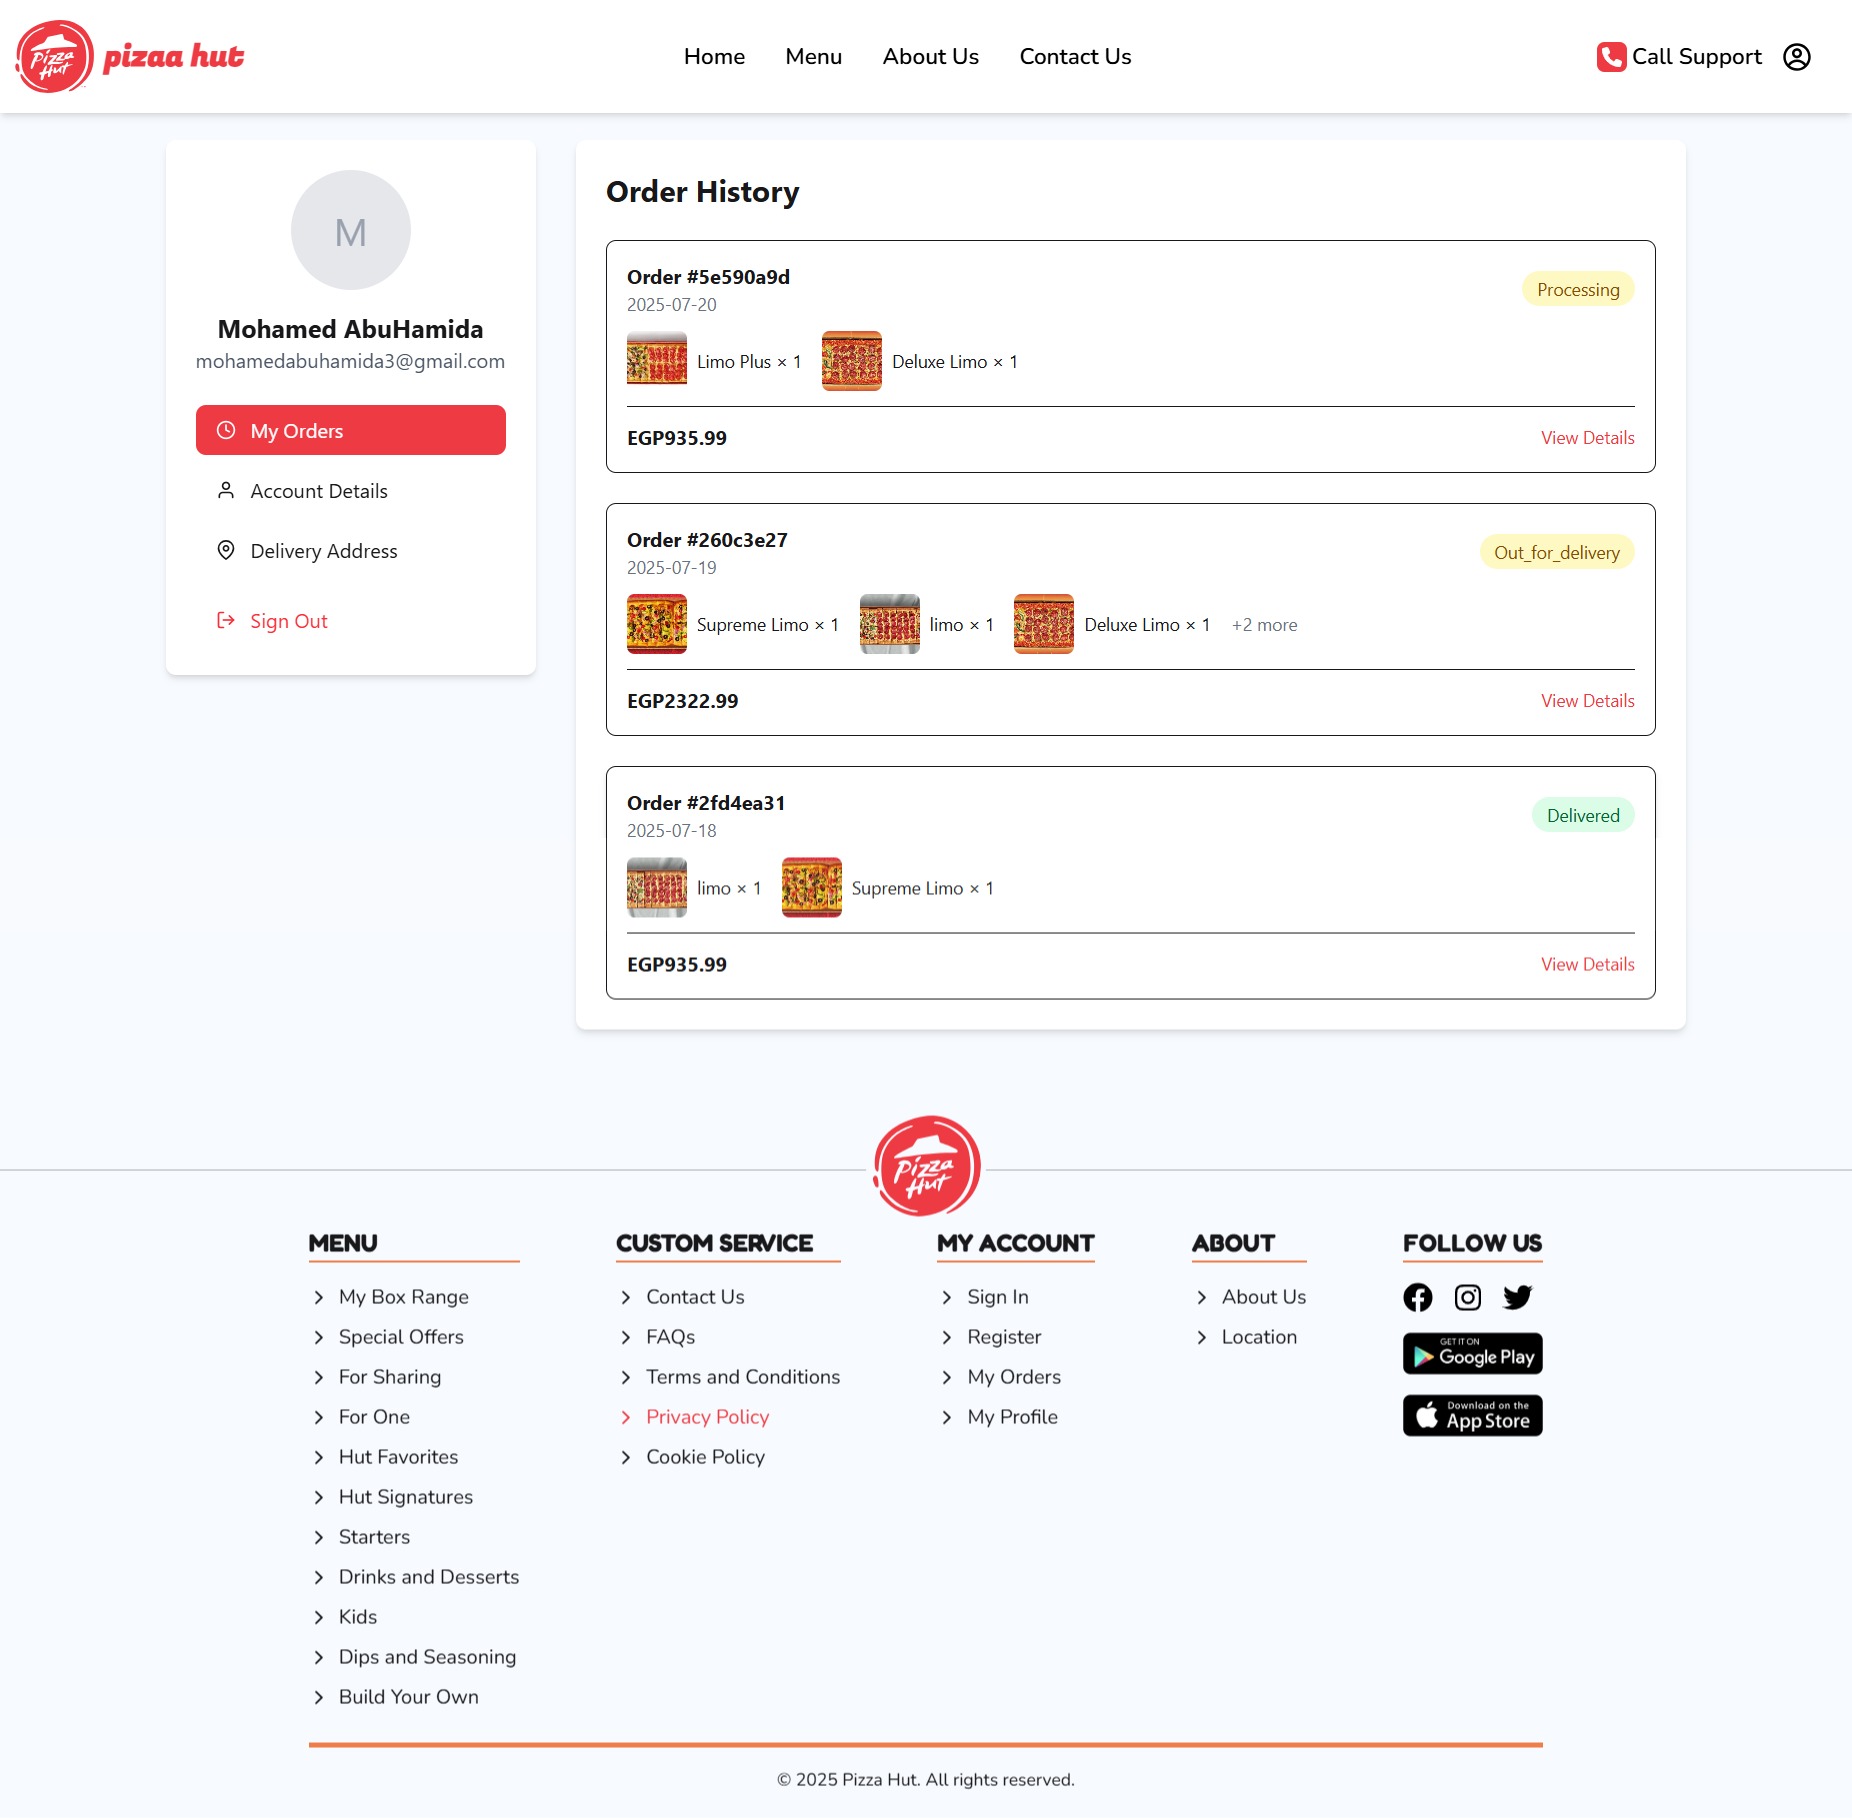 Pizza Hut pizaa hut
Home Menu About Us Contact Us
Call Support
M
Mohamed AbuHamida
mohamedabuhamida3@gmail.com
My Orders
Account Details
Delivery Address
Sign Out
Order History
Order #5e590a9d
2025-07-20
Processing
Limo Plus × 1 Deluxe Limo × 1
EGP935.99 View Details
Order #260c3e27
2025-07-19
Out_for_delivery
Supreme Limo × 1 limo × 1 Deluxe Limo × 1 +2 more
EGP2322.99 View Details
Order #2fd4ea31
2025-07-18
Delivered
limo × 1 Supreme Limo × 1
EGP935.99 View Details
Pizza
Hut
MENU
My Box Range
Special Offers
For Sharing
For One
Hut Favorites
Hut Signatures
Starters
Drinks and Desserts
Kids
Dips and Seasoning
Build Your Own
CUSTOM SERVICE
Contact Us
FAQs
Terms and Conditions
Privacy Policy
Cookie Policy
MY ACCOUNT
Sign In
Register
My Orders
My Profile
ABOUT
About Us
Location
FOLLOW US
GET IT ON
Google Play
Download on the
App Store
© 2025 Pizza Hut. All rights reserved.